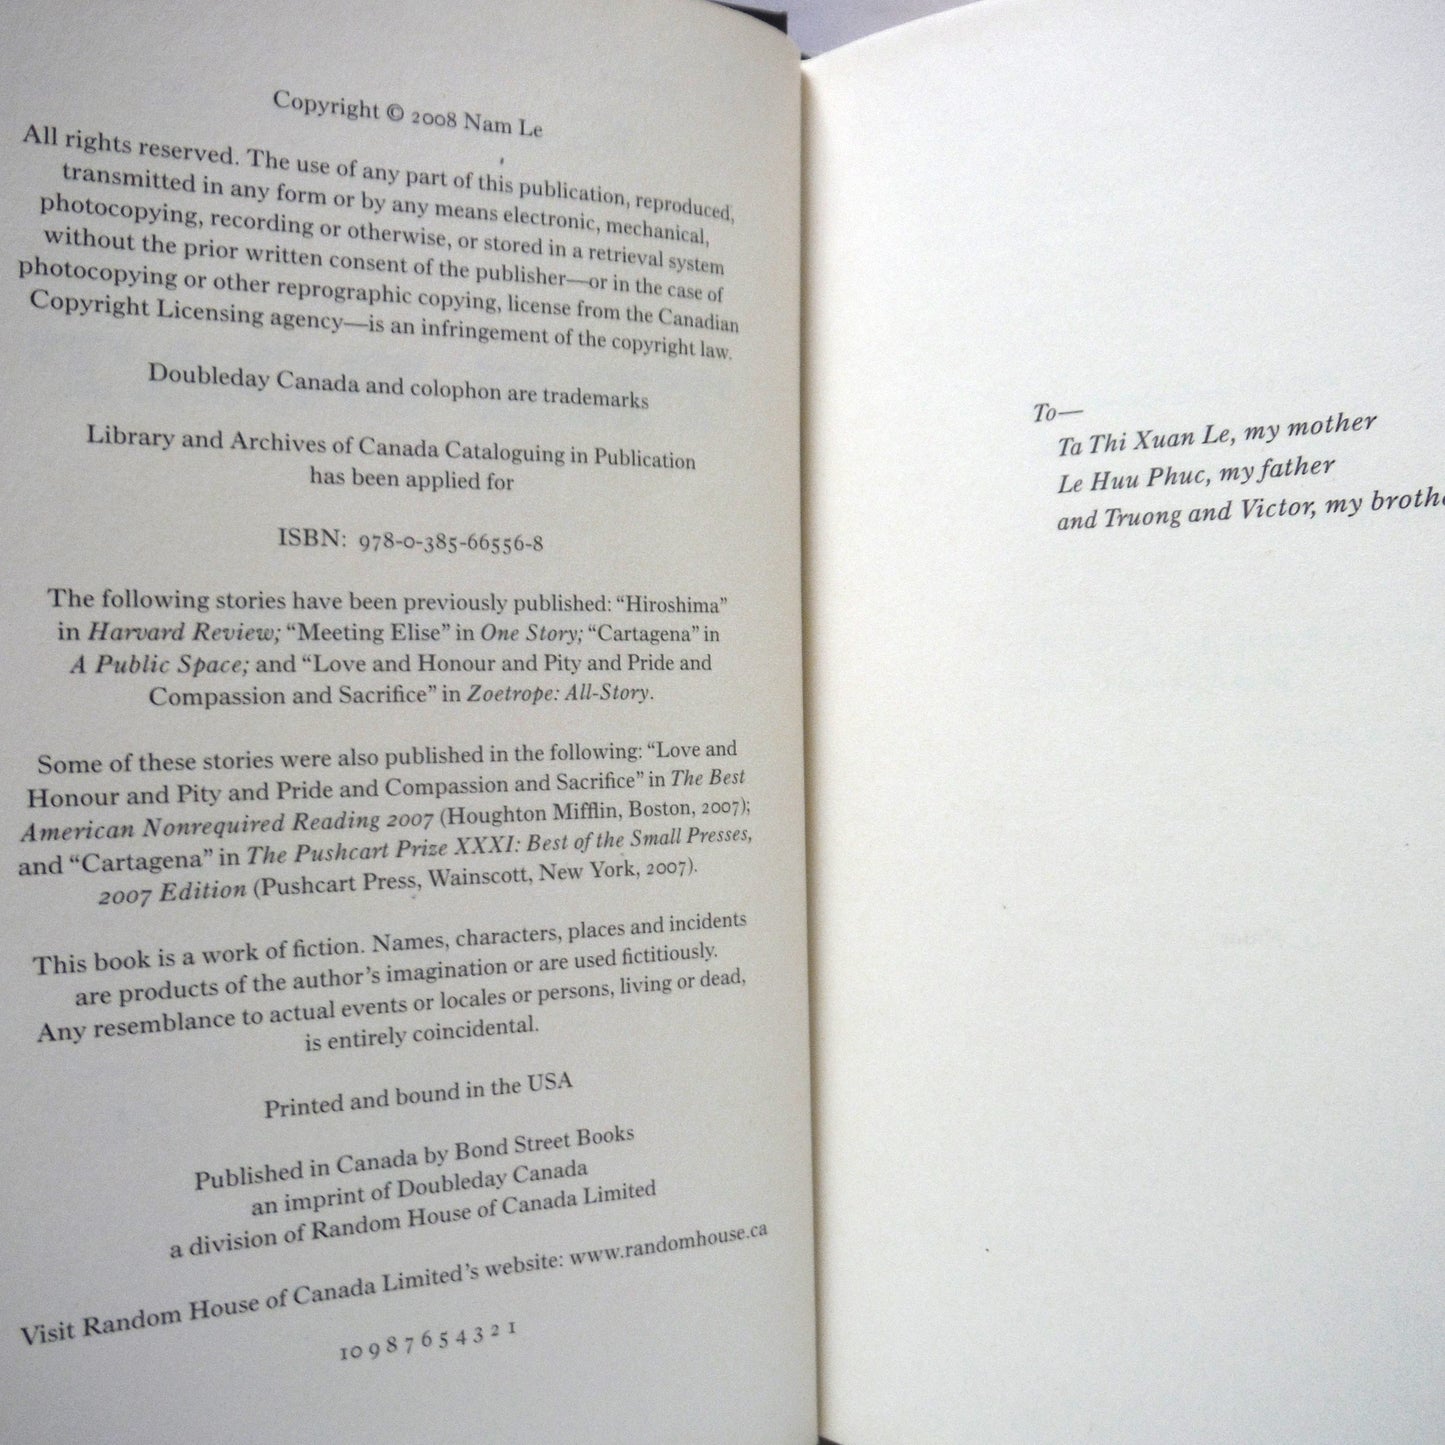 Copyright © 2008 Nam Le
All rights reserved. The use of any part of this publication, reproduced,
transmitted in any form or by any means electronic, mechanical,
photocopying, recording or otherwise, or stored in a retrieval system
without the prior written consent of the publisher—or in the case of
photocopying or other reprographic copying, license from the Canadian
Copyright Licensing agency—is an infringement of the copyright law.
Doubleday Canada and colophon are trademarks
Library and Archives of Canada Cataloguing in Publication
has been applied for
ISBN: 978-0-385-66556-8
The following stories have been previously published: “Hiroshima”
in Harvard Review; “Meeting Elise” in One Story; “Cartagena” in
A Public Space; and “Love and Honour and Pity and Pride and
Compassion and Sacrifice” in Zoetrope: All-Story.
Some of these stories were also published in the following: “Love and
Honour and Pity and Pride and Compassion and Sacrifice” in The Best
American Nonrequired Reading 2007 (Houghton Mifflin, Boston, 2007);
and “Cartagena” in The Pushcart Prize XXXI: Best of the Small Presses,
2007 Edition (Pushcart Press, Wainscott, New York, 2007).
This book is a work of fiction. Names, characters, places and incidents
are products of the author’s imagination or are used fictitiously.
Any resemblance to actual events or locales or persons, living or dead,
is entirely coincidental.
Printed and bound in the USA
Published in Canada by Bond Street Books
an imprint of Doubleday Canada
a division of Random House of Canada Limited
Visit Random House of Canada Limited’s website: www.randomhouse.ca
10 9 8 7 6 5 4 3 2 1
To—
Ta Thi Xuan Le, my mother
Le Huu Phuc, my father
and Truong and Victor, my